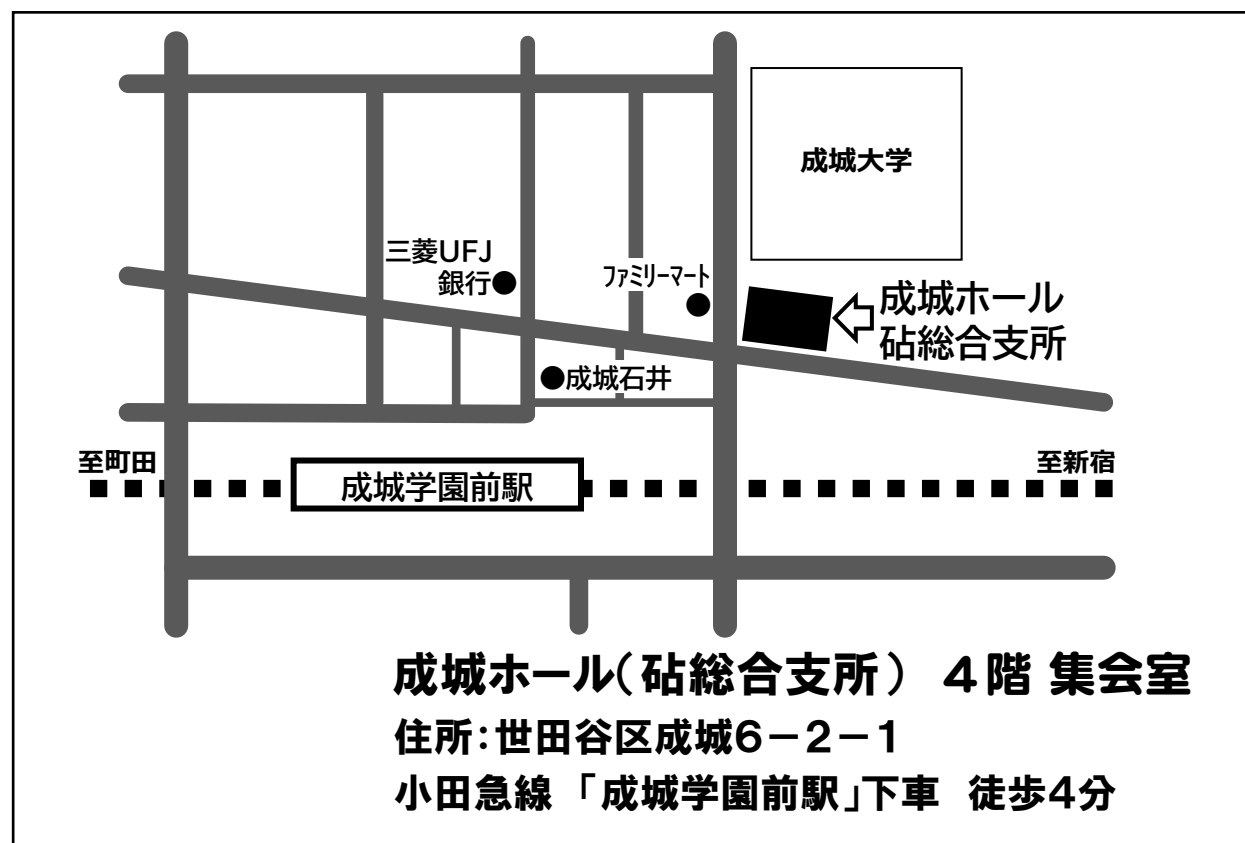 成城大学
三菱UFJ
銀行
ファミリーマート
成城ホール
砧総合支所
成城石井
至町田
至新宿
成城学園前駅
成城ホール(砧総合支所) 4階 集会室
住所:世田谷区成城6-2-1
小田急線 「成城学園前駅」下車 徒歩4分